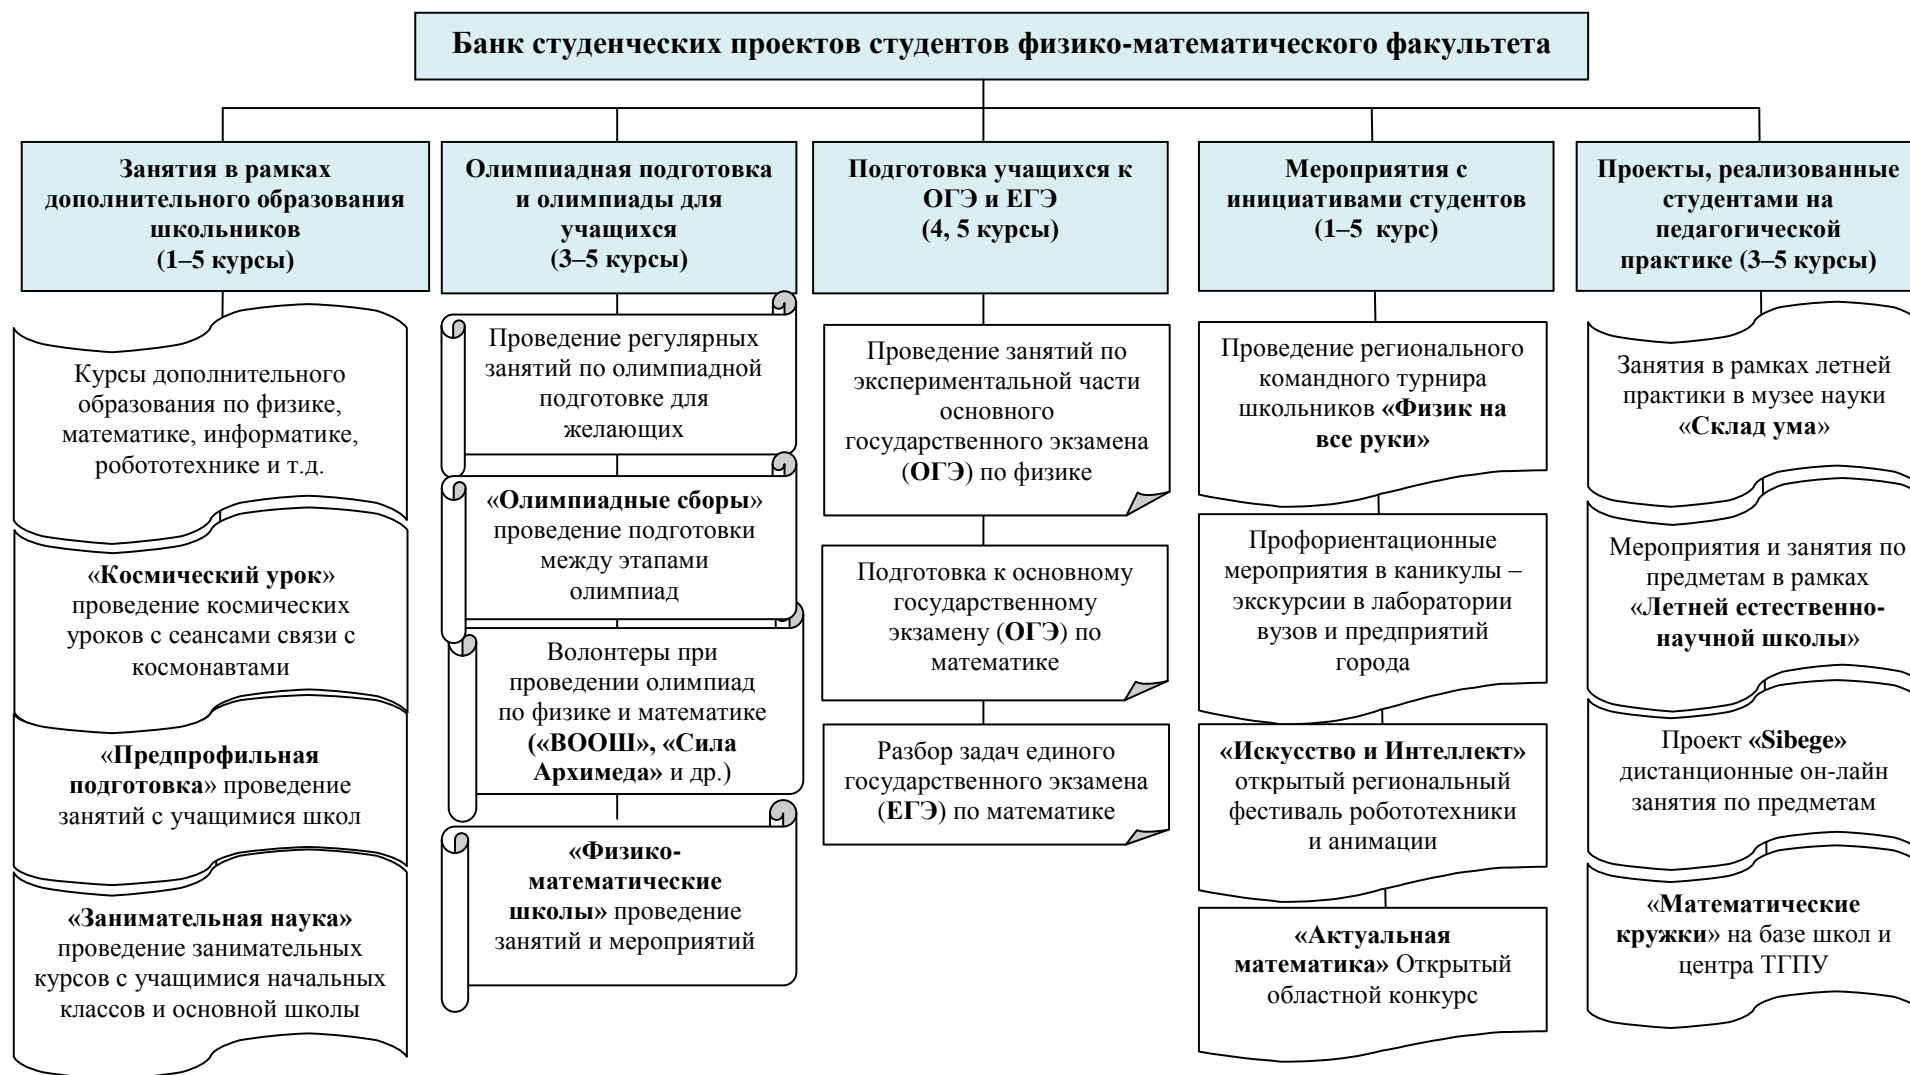 Банк студенческих проектов студентов физико-математического факультета
Занятия в рамках
дополнительного образования
школьников
(1–5 курсы)
Олимпиадная подготовка
и олимпиады для
учащихся
(3–5 курсы)
Подготовка учащихся к
ОГЭ и ЕГЭ
(4, 5 курсы)
Мероприятия с
инициативами студентов
(1–5 курс)
Проекты, реализованные
студентами на
педагогической
практике (3–5 курсы)
Курсы дополнительного
образования по физике,
математике, информатике,
робототехнике и т.д.
«Космический урок»
проведение космических
уроков с сеансами связи с
космонавтами
«Предпрофильная
подготовка» проведение
занятий с учащимися школ
«Занимательная наука»
проведение занимательных
курсов с учащимися начальных
классов и основной школы
Проведение регулярных
занятий по олимпиадной
подготовке для
желающих
«Олимпиадные сборы»
проведение подготовки
между этапами
олимпиад
Волонтеры при
проведении олимпиад
по физике и математике
(«ВООШ», «Сила
Архимеда» и др.)
«Физико-
математические
школы» проведение
занятий и мероприятий
Проведение занятий по
экспериментальной части
основного
государственного экзамена
(ОГЭ) по физике
Подготовка к основному
государственному
экзамену (ОГЭ) по
математике
Разбор задач единого
государственного экзамена
(ЕГЭ) по математике
Проведение регионального
командного турнира
школьников «Физик на
все руки»
Профориентационные
мероприятия в каникулы –
экскурсии в лаборатории
вузов и предприятий
города
«Искусство и Интеллект»
открытый региональный
фестиваль робототехники
и анимации
«Актуальная
математика» Открытый
областной конкурс
Занятия в рамках летней
практики в музее науки
«Склад ума»
Мероприятия и занятия по
предметам в рамках
«Летней естественно-
научной школы»
Проект «Sibege»
дистанционные он-лайн
занятия по предметам
«Математические
кружки» на базе школ и
центра ТГПУ